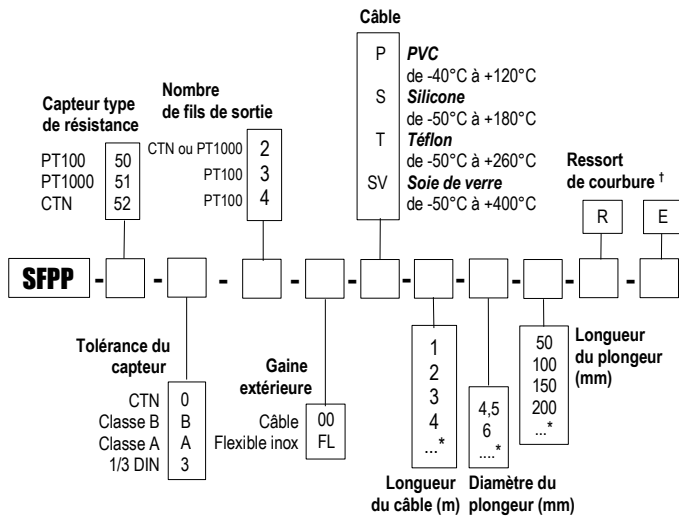 Câble
P PVC
de -40°C à +120°C
S Silicone
de -50°C à +180°C
T Téflon
de -50°C à +260°C
SV Soie de verre
de -50°C à +400°C
Capteur type
de résistance
PT100 50
PT1000 51
CTN 52
Nombre
de fils de sortie
CTN ou PT1000 2
PT100 3
PT100 4
Ressort
de courbure †
R E
SFPP - - - - - - - - - -
Tolérance du
capteur
CTN 0
Classe B B
Classe A A
1/3 DIN 3
Gaine
extérieure
Câble 00
Flexible inox FL
1
2
3
4
...*
Longueur
du câble (m)
4,5
6
....*
Diamètre du
plongeur (mm)
50
100
150
200
...*
Longueur
du plongeur
(mm)